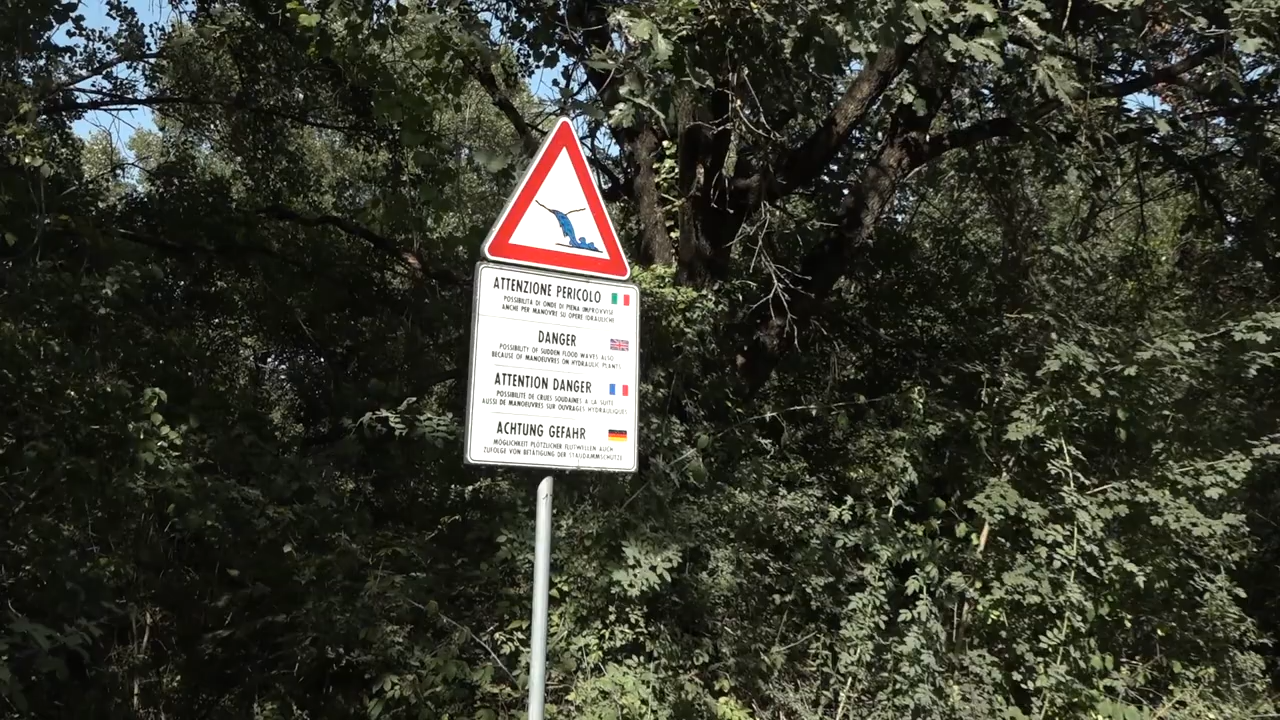 ATTENZIONE PERICOLO
POSSIBILITÀ DI ONDE DI PIENA IMPROVVISE
ANCHE PER MANOVRE SU OPERE IDRAULICHE
DANGER
POSSIBILITY OF SUDDEN FLOOD WAVES ALSO
BECAUSE OF MANOEUVRES ON HYDRAULIC PLANTS
ATTENTION DANGER
POSSIBILITÉ DE CRUES SOUDAINES A LA SUITE
AUSSI DE MANOEUVRES SUR OUVRAGES HYDRAULIQUES
ACHTUNG GEFAHR
MÖGLICHKEIT PLÖTZLICHER FLUTWELLEN AUCH
ZUFOLGE VON BETÄTIGUNG DER STAUDAMMSCHÜTZE